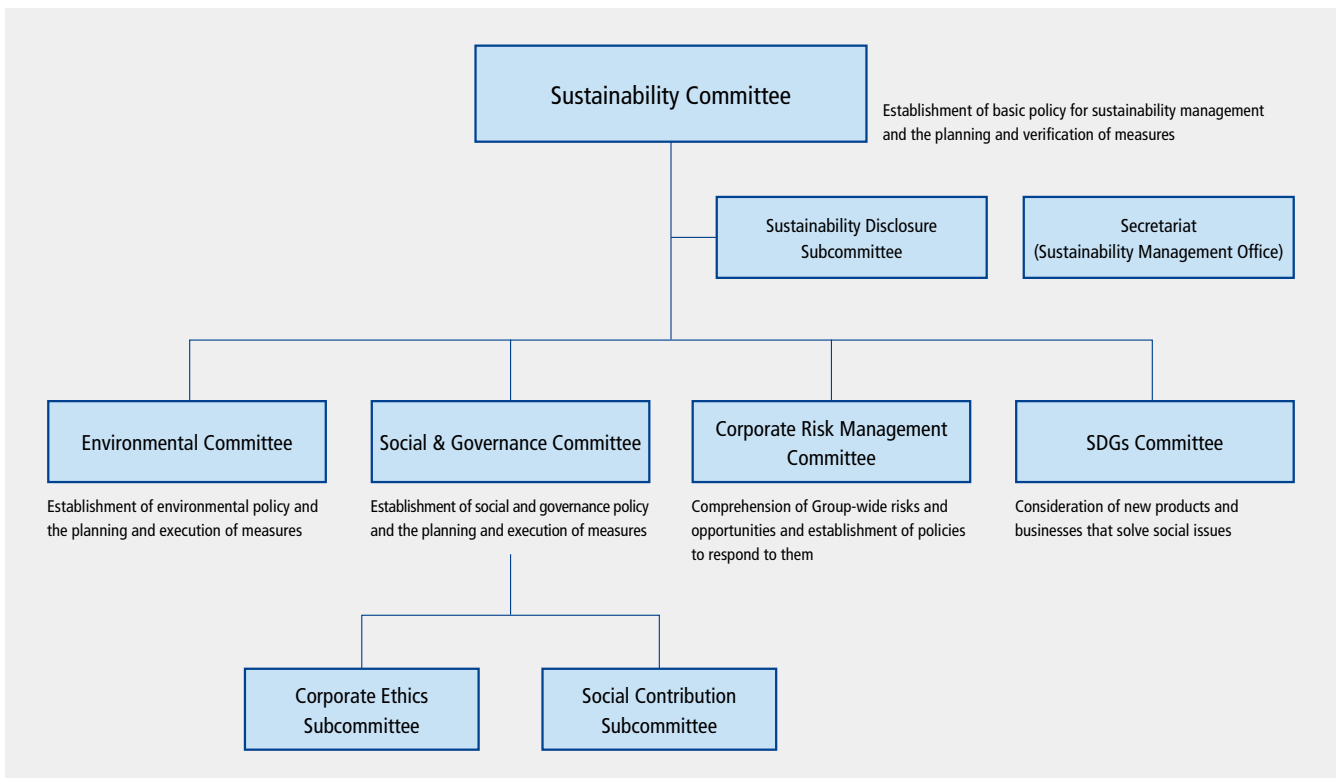 Sustainability Committee
Establishment of basic policy for sustainability management
and the planning and verification of measures
Sustainability Disclosure
Subcommittee
Secretariat
(Sustainability Management Office)
Environmental Committee
Establishment of environmental policy and
the planning and execution of measures
Social & Governance Committee
Establishment of social and governance policy
and the planning and execution of measures
Corporate Risk Management
Committee
Comprehension of Group-wide risks and
opportunities and establishment of policies
to respond to them
SDGs Committee
Consideration of new products and
businesses that solve social issues
Corporate Ethics
Subcommittee
Social Contribution
Subcommittee